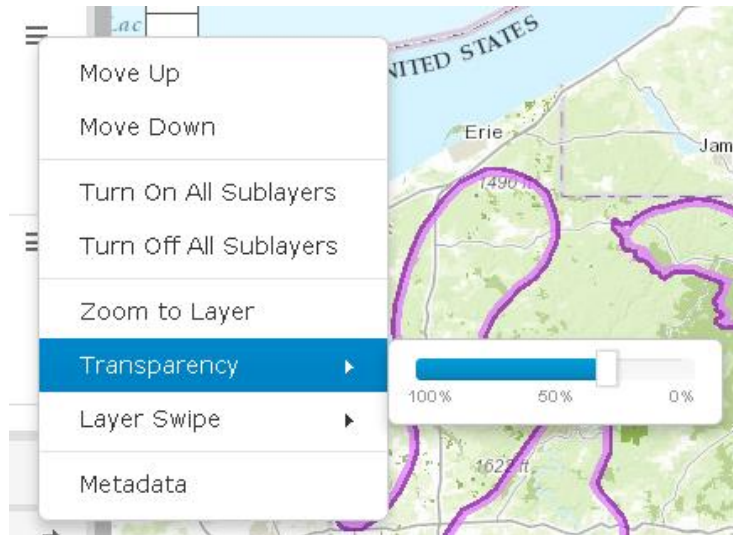 Lac
UNITED STATES
Move Up
Move Down
Erie
Jam
Turn On All Sublayers
1490 ft
Turn Off All Sublayers
Zoom to Layer
Transparency
100% 50% 0%
Layer Swipe
1622 ft
Metadata